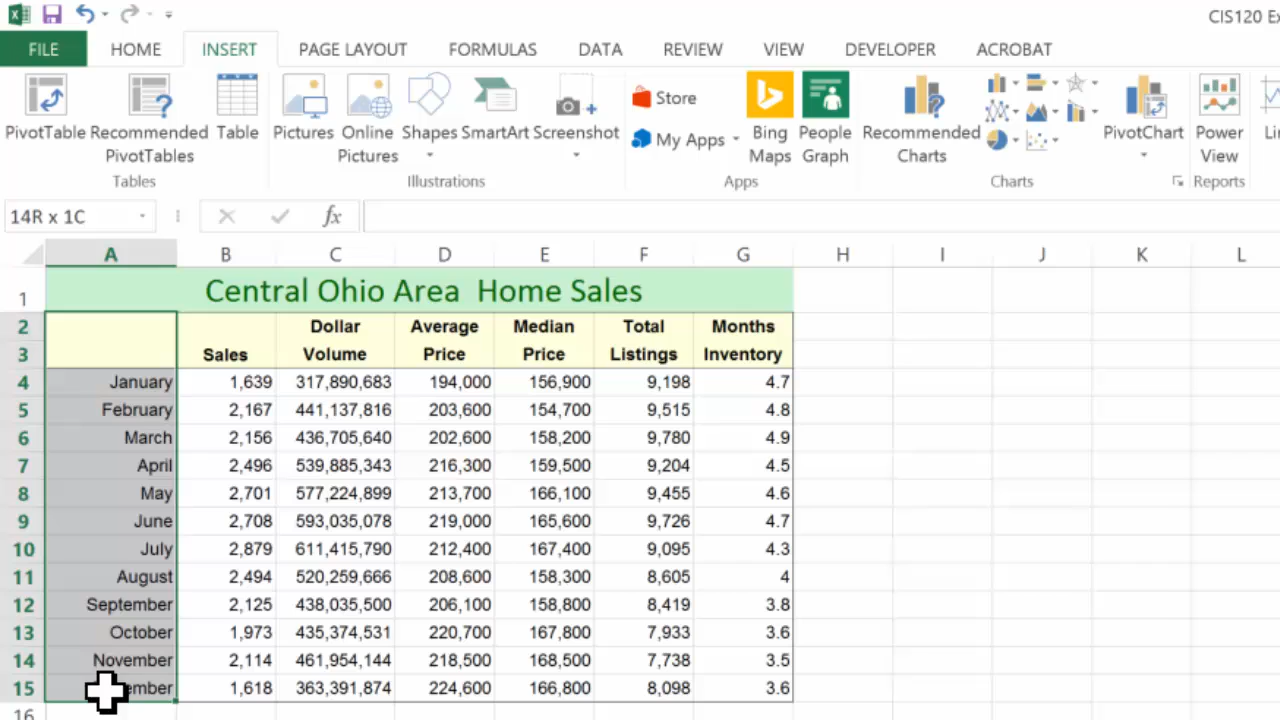 CIS120 Ex
FILE HOME INSERT PAGE LAYOUT FORMULAS DATA REVIEW VIEW DEVELOPER ACROBAT
PivotTable Recommended PivotTables Table Pictures Online Pictures Shapes SmartArt Screenshot Store My Apps Bing Maps People Graph Recommended Charts PivotChart Power View Lin
Tables Illustrations Apps Charts Reports
14R x 1C fx
A B C D E F G H I J K L
1 Central Ohio Area  Home Sales
2 Dollar Average Median Total Months
3 Sales Volume Price Price Listings Inventory
4 January 1,639 317,890,683 194,000 156,900 9,198 4.7
5 February 2,167 441,137,816 203,600 154,700 9,515 4.8
6 March 2,156 436,705,640 202,600 158,200 9,780 4.9
7 April 2,496 539,885,343 216,300 159,500 9,204 4.5
8 May 2,701 577,224,899 213,700 166,100 9,455 4.6
9 June 2,708 593,035,078 219,000 165,600 9,726 4.7
10 July 2,879 611,415,790 212,400 167,400 9,095 4.3
11 August 2,494 520,259,666 208,600 158,300 8,605 4
12 September 2,125 438,035,500 206,100 158,800 8,419 3.8
13 October 1,973 435,374,531 220,700 167,800 7,933 3.6
14 November 2,114 461,954,144 218,500 168,500 7,738 3.5
15 ember 1,618 363,391,874 224,600 166,800 8,098 3.6
16